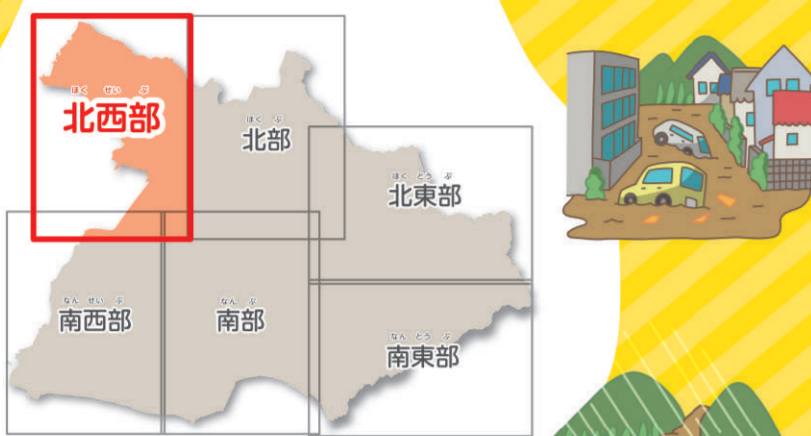 ほく せい ぶ
北西部
ほく ぶ
北部
ほく とう ぶ
北東部
なん せい ぶ
南西部
なん ぶ
南部
なん とう ぶ
南東部